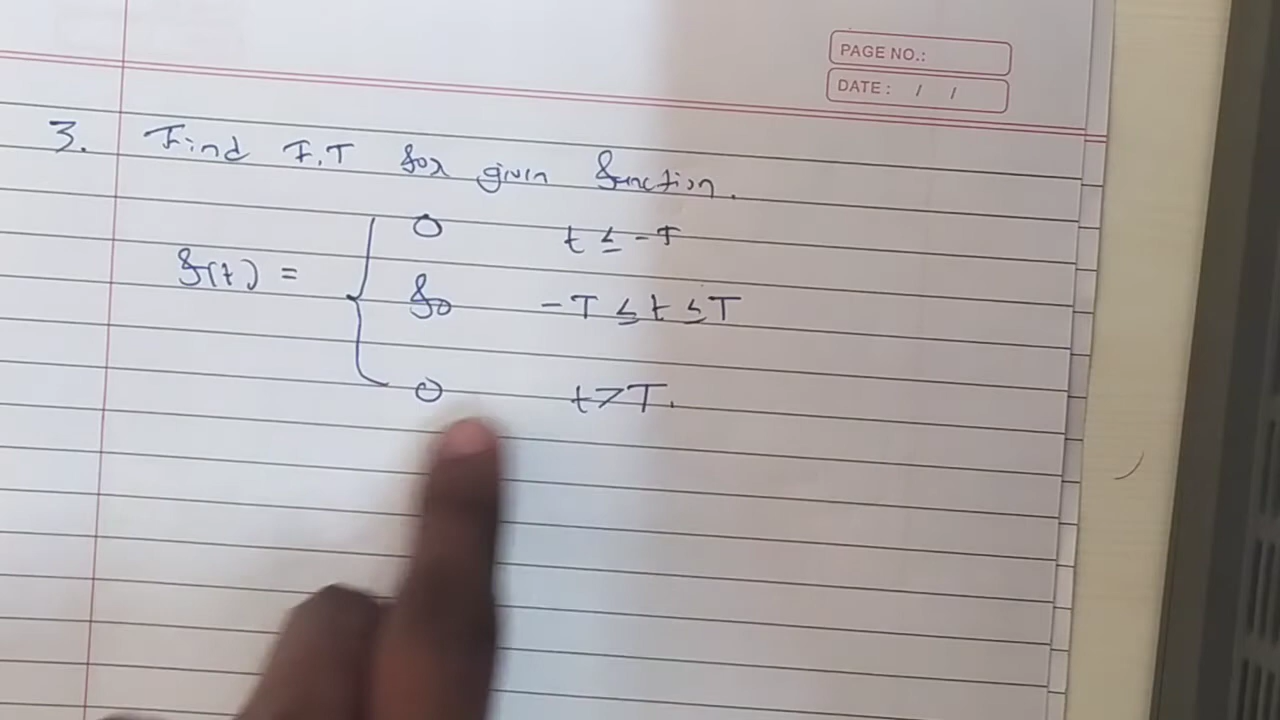 PAGE NO.:
DATE : / /
3. Find F.T for given function.
0 t ≤ -T
f(t) = { f0 -T ≤ t ≤ T
0 t > T.